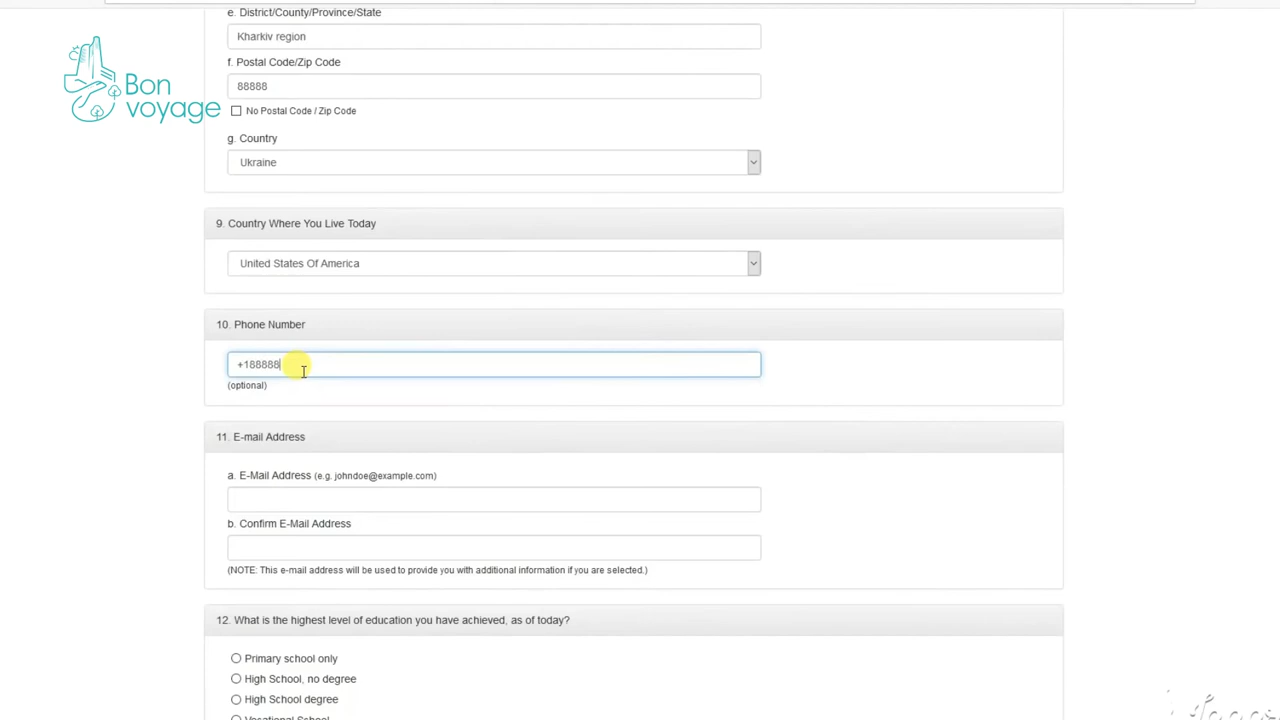 e. District/County/Province/State
Kharkiv region
Bon
voyage
f. Postal Code/Zip Code
88888
No Postal Code / Zip Code
g. Country
Ukraine
9. Country Where You Live Today
United States Of America
10. Phone Number
+188888
(optional)
11. E-mail Address
a. E-Mail Address (e.g. johndoe@example.com)
b. Confirm E-Mail Address
(NOTE: This e-mail address will be used to provide you with additional information if you are selected.)
12. What is the highest level of education you have achieved, as of today?
Primary school only
High School, no degree
High School degree
Vocational School